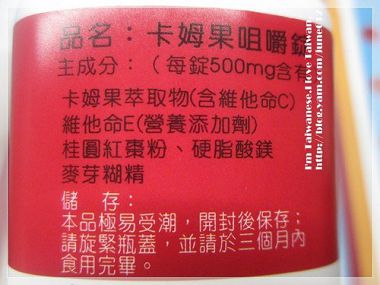 品名：卡姆果咀嚼錠
主成分：（每錠500mg含有
卡姆果萃取物(含維他命C)
維他命E(營養添加劑)
桂圓紅棗粉、硬脂酸鎂
麥芽糊精
儲　存：
本品極易受潮，開封後保存：
請旋緊瓶蓋，並請於三個月內
食用完畢。
I'm Taiwanese.I love Taiwan